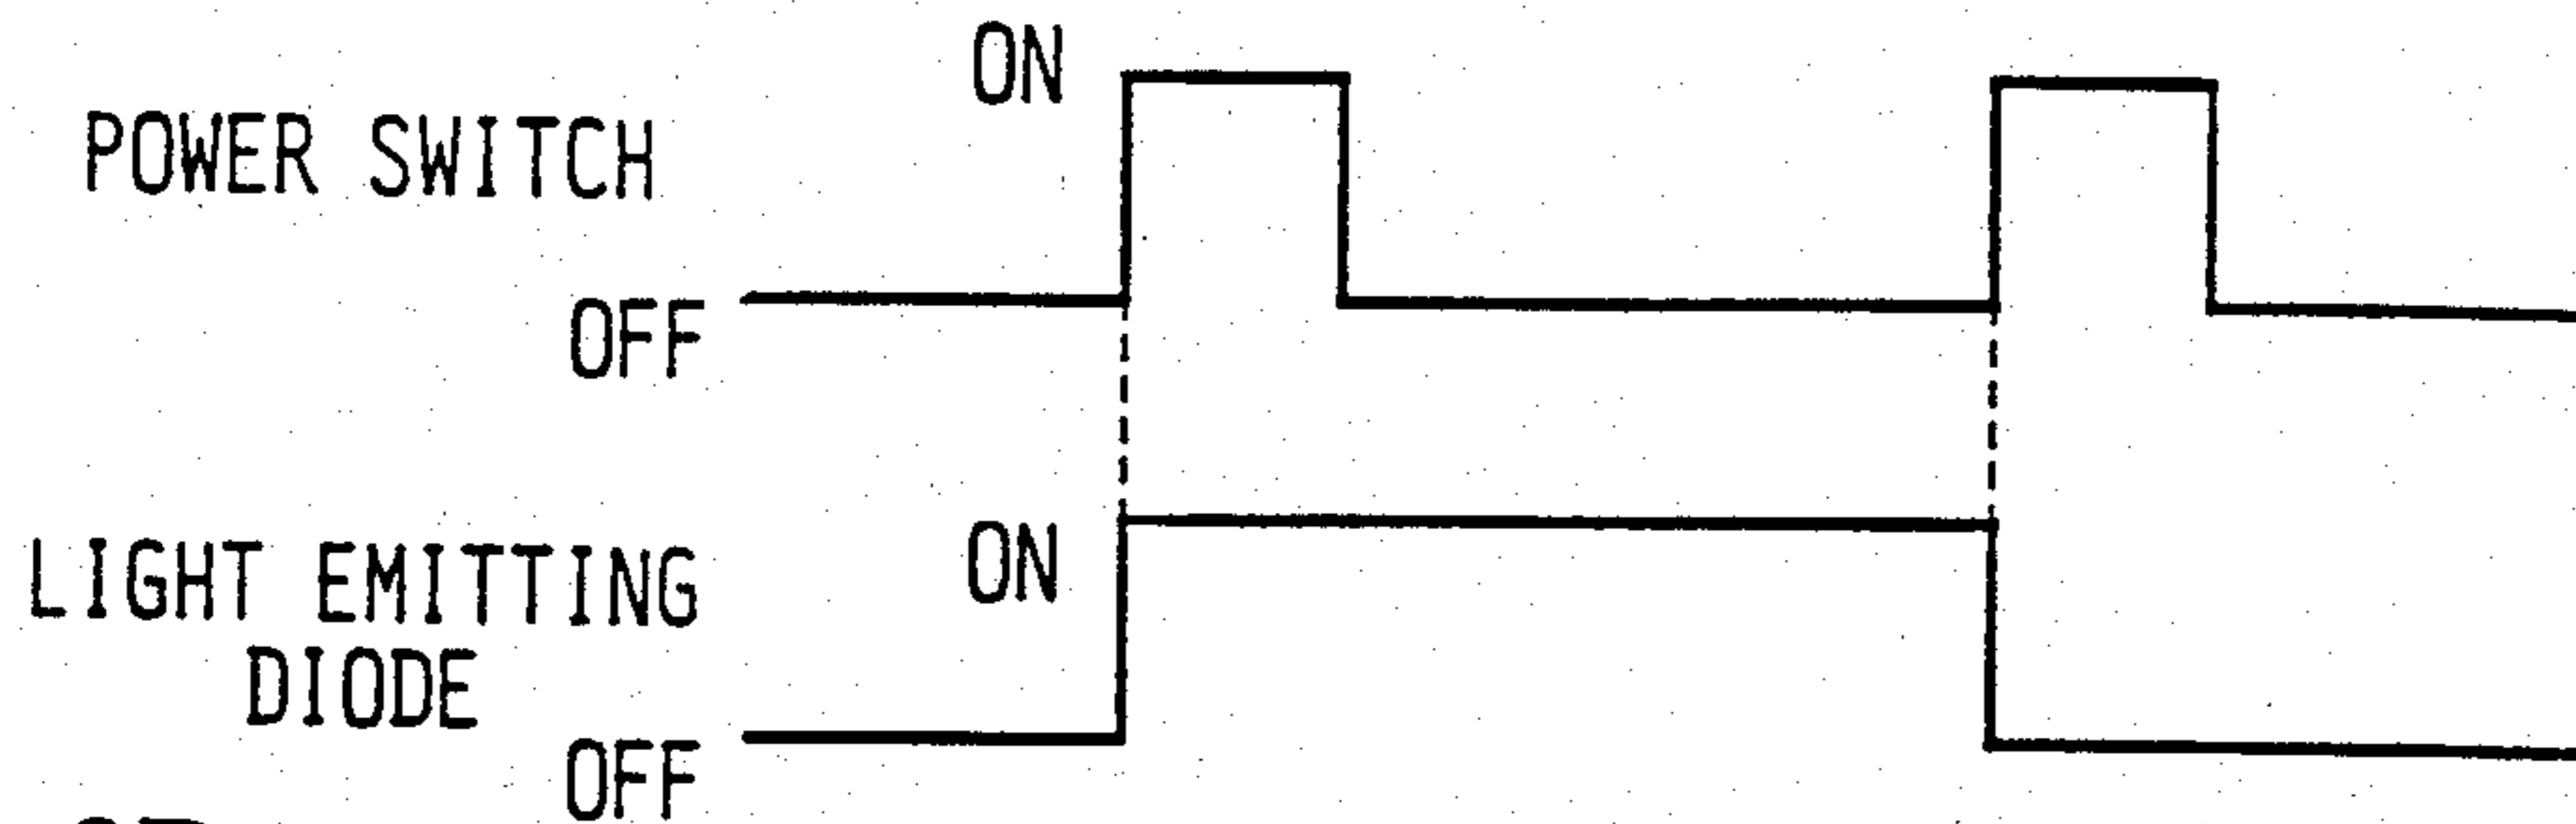 ON
POWER SWITCH
OFF
ON
LIGHT EMITTING
DIODE
OFF